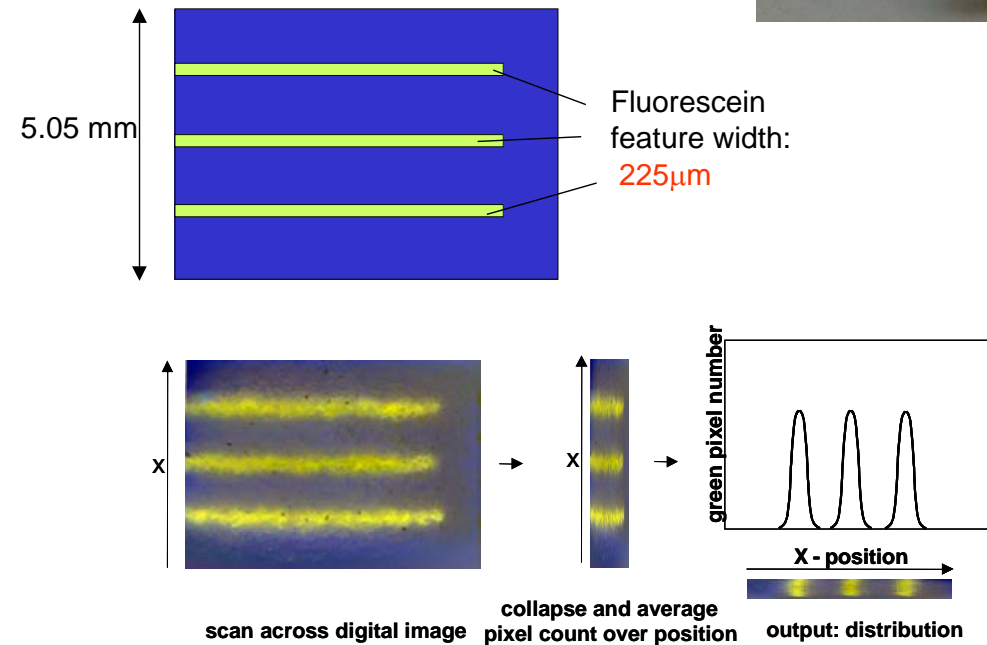 5.05 mm
Fluorescein
feature width:
225μm
X
X
green pixel number
X - position
scan across digital image
collapse and average
pixel count over position
output: distribution